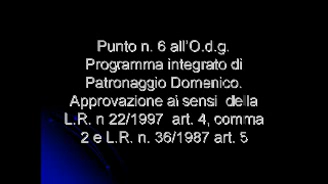 Punto n. 6 all'O.d.g.
Programma integrato di
Patronaggio Domenico.
Approvazione ai sensi della
L.R. n 22/1997 art. 4, comma
2 e L.R. n. 36/1987 art. 5